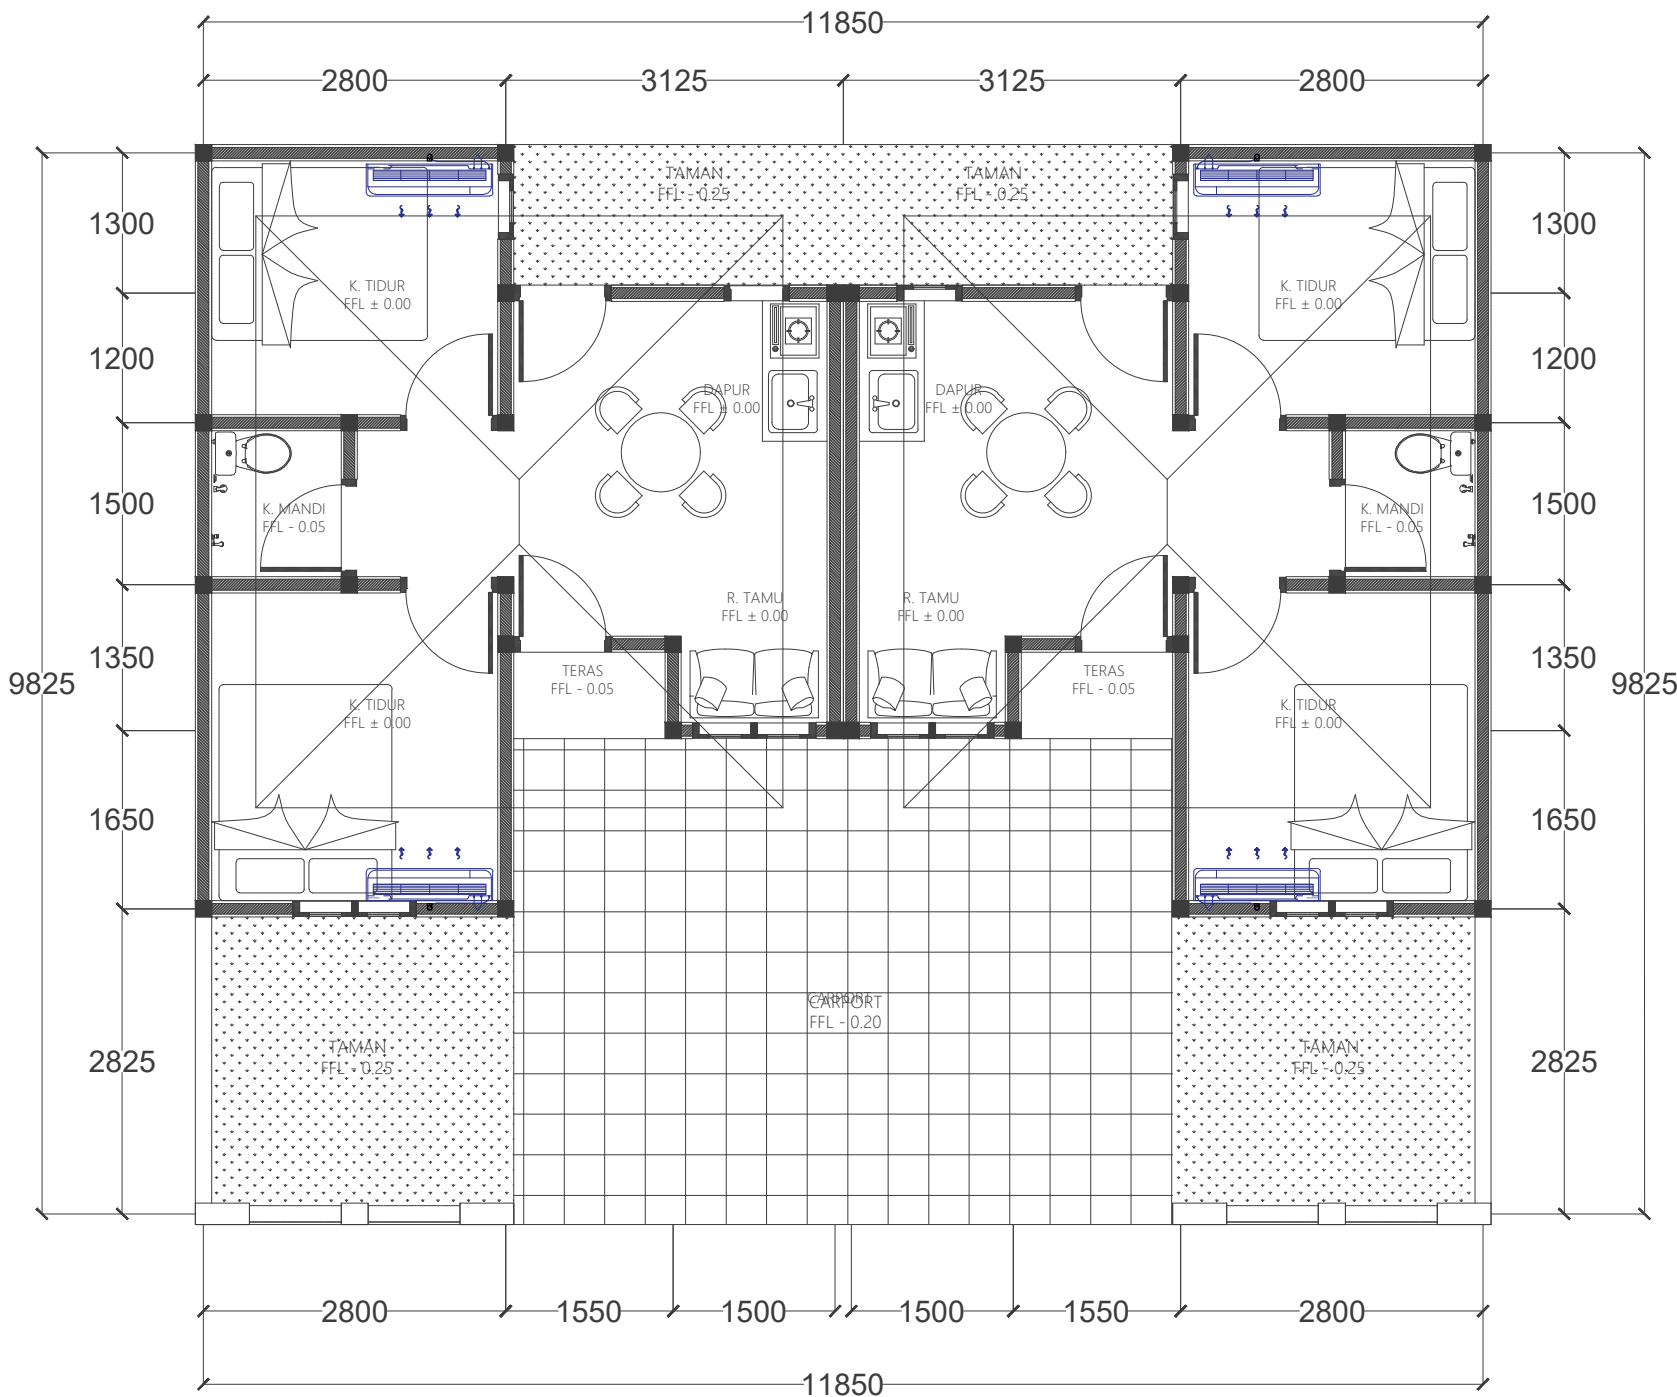 11850
2800 3125 3125 2800
TAMAN
FFL - 0.25
TAMAN
FFL - 0.25
1300
1300
K. TIDUR
FFL ± 0.00
K. TIDUR
FFL ± 0.00
1200
1200
DAPUR
FFL ± 0.00
DAPUR
FFL ± 0.00
1500
1500
K. MANDI
FFL - 0.05
K. MANDI
FFL - 0.05
R. TAMU
FFL ± 0.00
R. TAMU
FFL ± 0.00
1350
1350
9825
9825
TERAS
FFL - 0.05
TERAS
FFL - 0.05
K. TIDUR
FFL ± 0.00
K. TIDUR
FFL ± 0.00
1650
1650
CARPORT
CARPORT
FFL - 0.20
TAMAN
FFL - 0.25
TAMAN
FFL - 0.25
2825
2825
2800 1550 1500 1500 1550 2800
11850